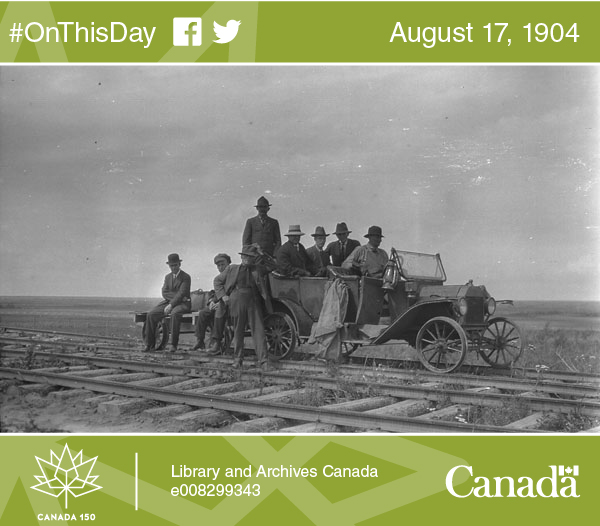 #OnThisDay
August 17, 1904
CANADA 150
Library and Archives Canada
e008299343
Canada